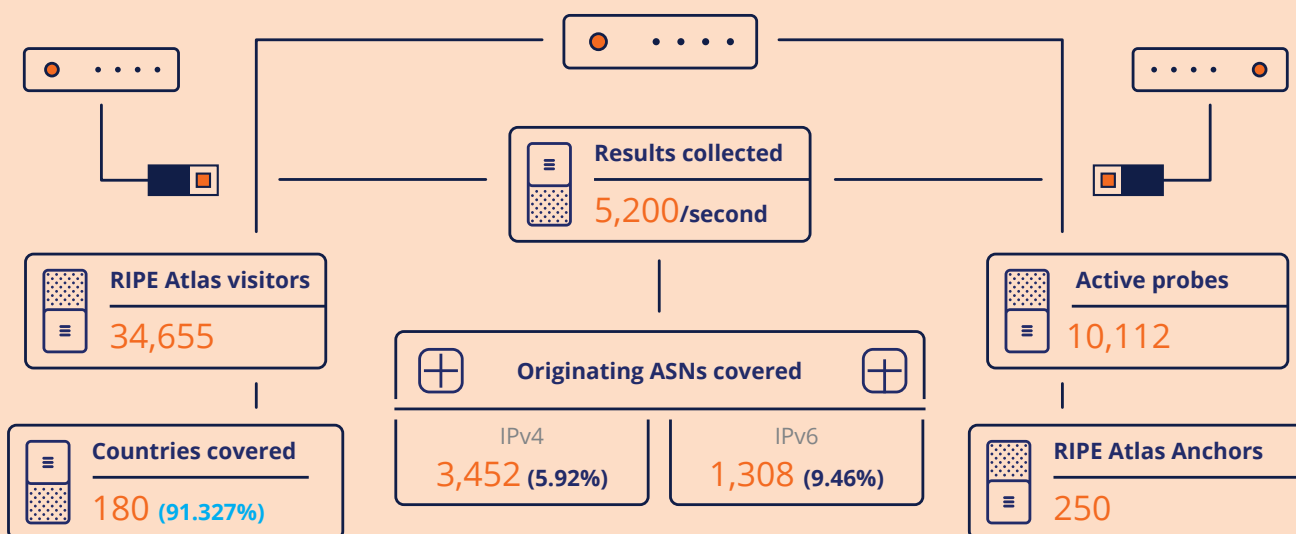 Results collected
5,200/second
RIPE Atlas visitors
34,655
Active probes
10,112
Originating ASNs covered
IPv4
3,452 (5.92%)
IPv6
1,308 (9.46%)
Countries covered
180 (91.327%)
RIPE Atlas Anchors
250